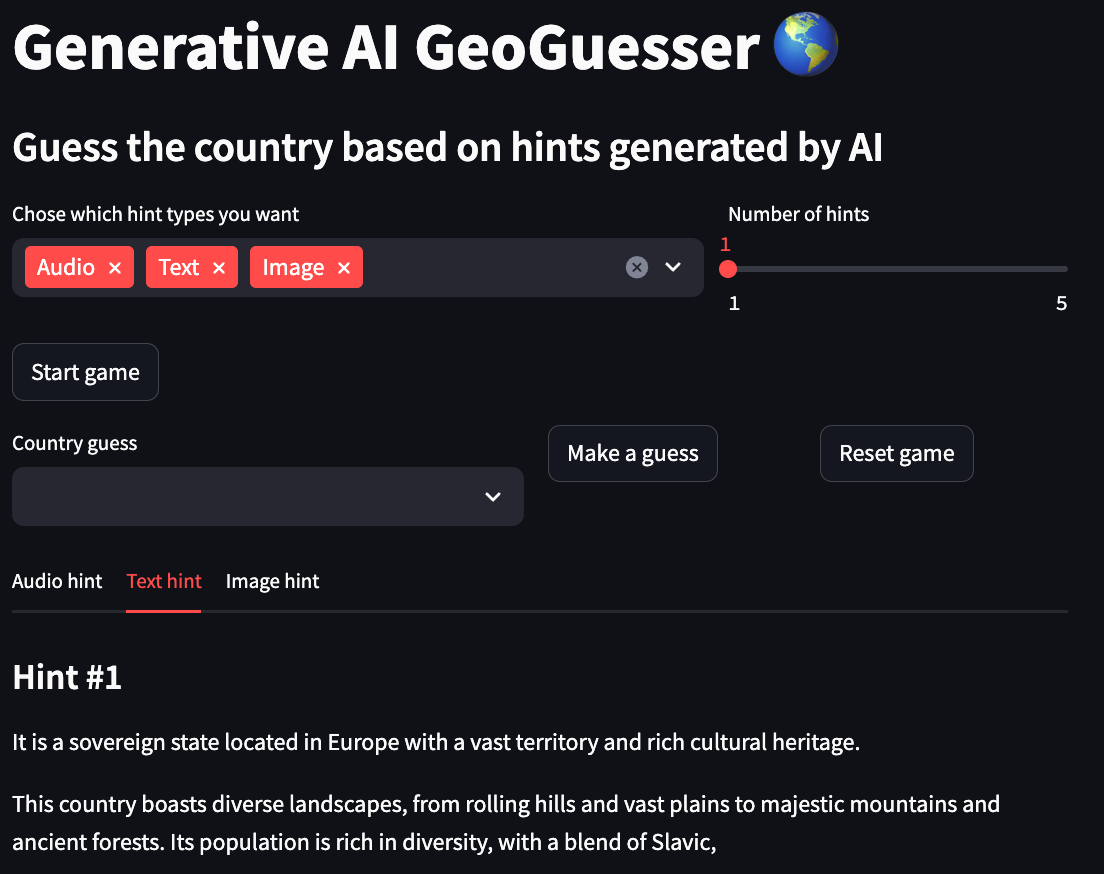 Generative AI GeoGuesser
Guess the country based on hints generated by AI
Chose which hint types you want
Number of hints
Audio × Text × Image ×
1
1 5
Start game
Country guess
Make a guess
Reset game
Audio hint Text hint Image hint
Hint #1
It is a sovereign state located in Europe with a vast territory and rich cultural heritage.
This country boasts diverse landscapes, from rolling hills and vast plains to majestic mountains and
ancient forests. Its population is rich in diversity, with a blend of Slavic,